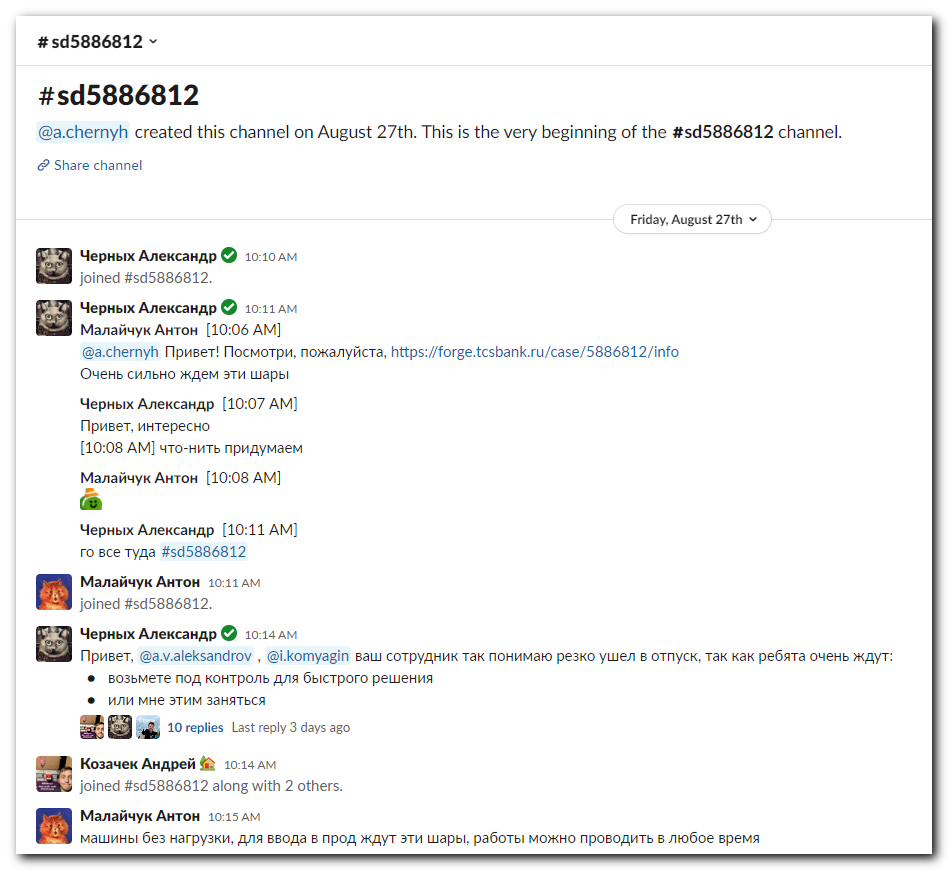 # sd5886812
#sd5886812
@a.chernyh created this channel on August 27th. This is the very beginning of the #sd5886812 channel.
Share channel
Friday, August 27th
Черных Александр 10:10 AM
joined #sd5886812.
Черных Александр 10:11 AM
Малайчук Антон [10:06 AM]
@a.chernyh Привет! Посмотри, пожалуйста, https://forge.tcsbank.ru/case/5886812/info
Очень сильно ждем эти шары
Черных Александр [10:07 AM]
Привет, интересно
[10:08 AM] что-нить придумаем
Малайчук Антон [10:08 AM]
Черных Александр [10:11 AM]
го все туда #sd5886812
Малайчук Антон 10:11 AM
joined #sd5886812.
Черных Александр 10:14 AM
Привет, @a.v.aleksandrov , @i.komyagin ваш сотрудник так понимаю резко ушел в отпуск, так как ребята очень ждут:
• возьмете под контроль для быстрого решения
• или мне этим заняться
10 replies Last reply 3 days ago
Козачек Андрей 10:14 AM
joined #sd5886812 along with 2 others.
Малайчук Антон 10:15 AM
машины без нагрузки, для ввода в прод ждут эти шары, работы можно проводить в любое время